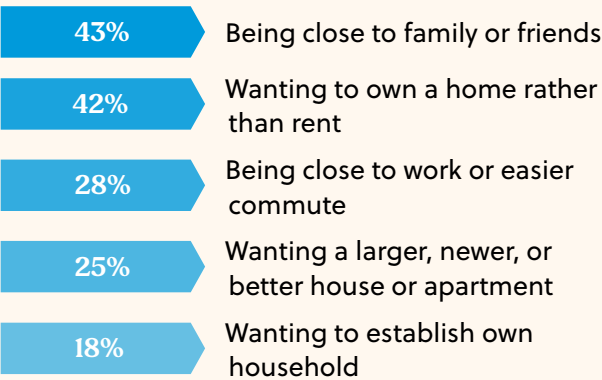 43% Being close to family or friends
42% Wanting to own a home rather
than rent
28% Being close to work or easier
commute
25% Wanting a larger, newer, or
better house or apartment
18% Wanting to establish own
household